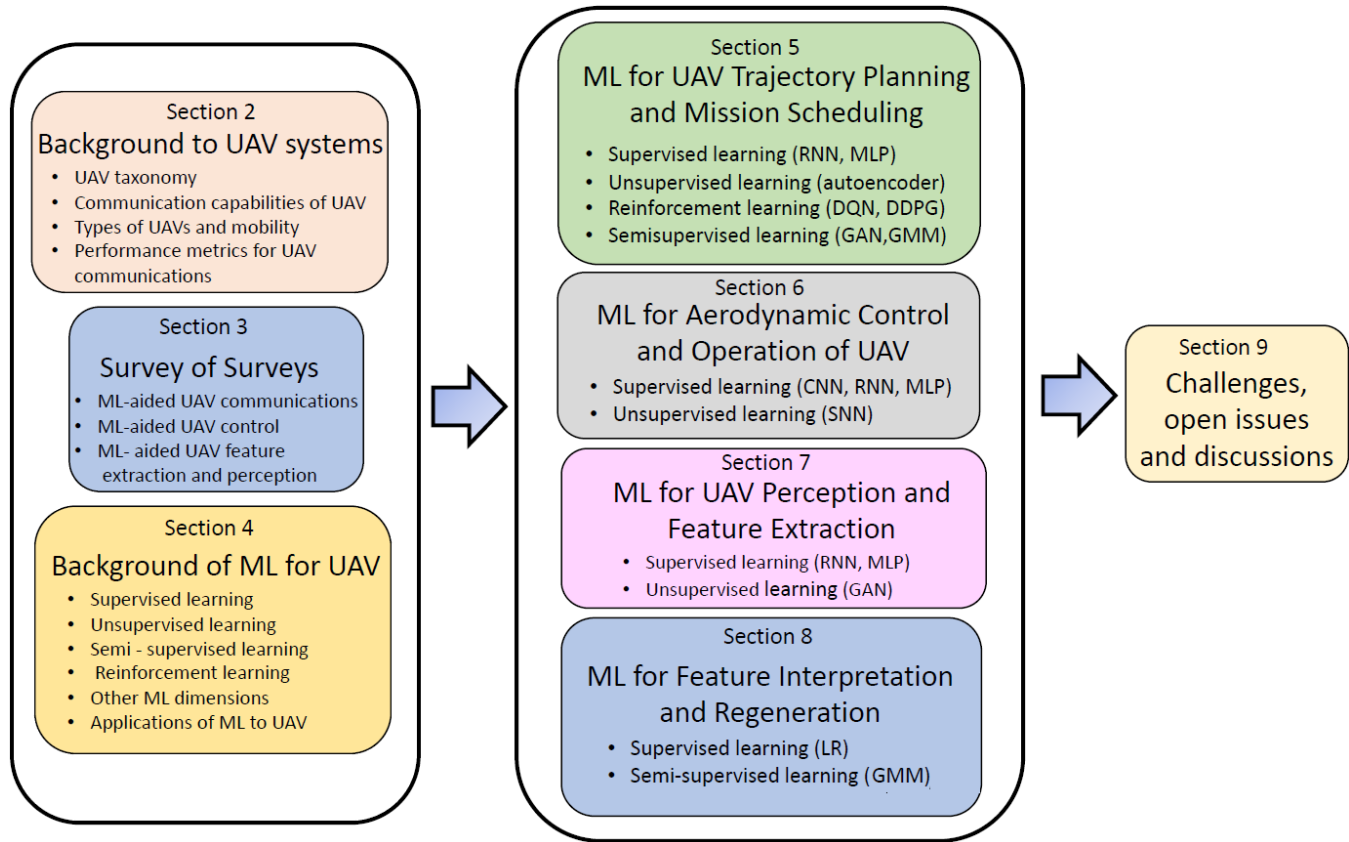 Section 2
Background to UAV systems
• UAV taxonomy
• Communication capabilities of UAV
• Types of UAVs and mobility
• Performance metrics for UAV
communications
Section 3
Survey of Surveys
• ML-aided UAV communications
• ML-aided UAV control
• ML- aided UAV feature
extraction and perception
Section 4
Background of ML for UAV
• Supervised learning
• Unsupervised learning
• Semi - supervised learning
• Reinforcement learning
• Other ML dimensions
• Applications of ML to UAV
Section 5
ML for UAV Trajectory Planning
and Mission Scheduling
• Supervised learning (RNN, MLP)
• Unsupervised learning (autoencoder)
• Reinforcement learning (DQN, DDPG)
• Semisupervised learning (GAN,GMM)
Section 6
ML for Aerodynamic Control
and Operation of UAV
• Supervised learning (CNN, RNN, MLP)
• Unsupervised learning (SNN)
Section 7
ML for UAV Perception and
Feature Extraction
• Supervised learning (RNN, MLP)
• Unsupervised learning (GAN)
Section 8
ML for Feature Interpretation
and Regeneration
• Supervised learning (LR)
• Semi-supervised learning (GMM)
Section 9
Challenges,
open issues
and discussions